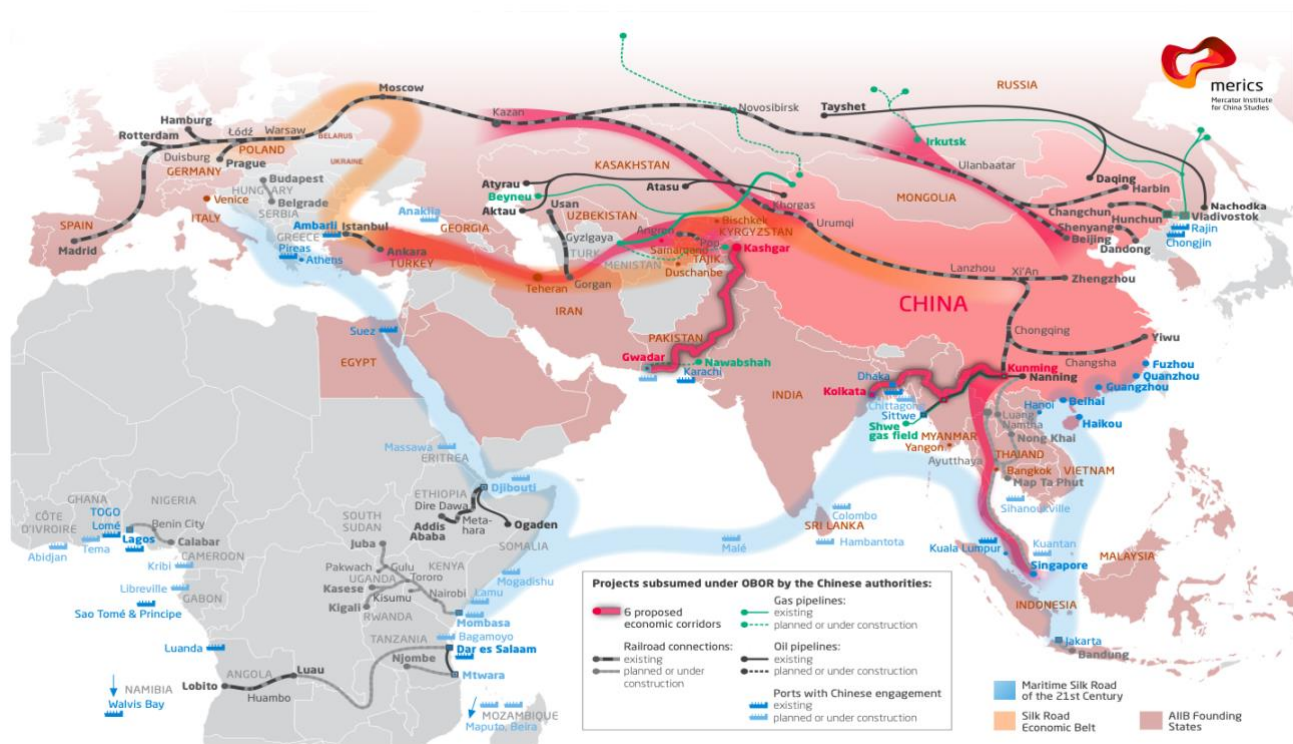 merics
Mercator Institute
for China Studies
Moscow
Hamburg
Rotterdam
Łódź
Warsaw
BELARUS
POLAND
Duisburg
Prague
GERMANY
UKRAINE
Budapest
HUNGARY
Belgrade
SERBIA
Venice
ITALY
SPAIN
Madrid
GREECE
Ambarli
Istanbul
Pireas
Athens
Ankara
TURKEY
Anaklia
GEORGIA
Kazan
Novosibirsk
Tayshet
RUSSIA
Irkutsk
Ulanbaatar
MONGOLIA
KASAKHSTAN
Atyrau
Beyneu
Aktau
Usan
Atasu
Khorgas
Urumqi
UZBEKISTAN
Bischkek
KYRGYZSTAN
Gyzlgaya
Angren
Pop
Samarqand
TURK
MENISTAN
TAJIK
Duschanbe
Kashgar
Teheran
Gorgan
IRAN
Daqing
Harbin
Changchun
Hunchun
Nachodka
Vladivostok
Shenyang
Rajin
Chongjin
Beijing
Dandong
Lanzhou
Xi'An
Zhengzhou
CHINA
Chongqing
Yiwu
Changsha
Fuzhou
Quanzhou
Guangzhou
Kunming
Nanning
Beihai
Hanoi
Haikou
PAKISTAN
Gwadar
Nawabshah
Karachi
INDIA
Dhaka
Kolkata
Chittagon
Sittwe
Shwe
gas field
MYANMAR
Yangon
Luang
Namtha
Nong Khai
THAILAND
VIETNAM
Ayutthaya
Bangkok
Map Ta Phut
Sihanoukville
Suez
EGYPT
Massawa
ERITREA
Djibouti
ETHIOPIA
Dire Dawa
Addis
Ababa
Meta-
hara
Ogaden
SOMALIA
SOUTH
SUDAN
Juba
Pakwach
Gulu
KENYA
Mogadishu
UGANDA
Tororo
Kasese
Kisumu
Nairobi
Lamu
Kigali
RWANDA
Mombasa
Bagamoyo
TANZANIA
Dar es Salaam
Njombe
Mtwara
GHANA
NIGERIA
CÔTE
D'IVROIRE
TOGO
Lomé
Benin City
Lagos
Calabar
Abidjan
Tema
CAMEROON
Kribi
Libreville
GABON
Sao Tomé & Principe
Luanda
ANGOLA
Luau
Lobito
Huambo
NAMIBIA
Walvis Bay
MOZAMBIQUE
Maputo, Beira
Colombo
SRI LANKA
Hambantota
Malé
Kuala Lumpur
Kuantan
MALAYSIA
Singapore
INDONESIA
Jakarta
Bandung
Projects subsumed under OBOR by the Chinese authorities:
6 proposed
economic corridors
Railroad connections:
existing
planned or under
construction
Gas pipelines:
existing
planned or under construction
Oil pipelines:
existing
planned or under construction
Ports with Chinese engagement
existing
planned or under construction
Maritime Silk Road
of the 21st Century
Silk Road
Economic Belt
AIIB Founding
States